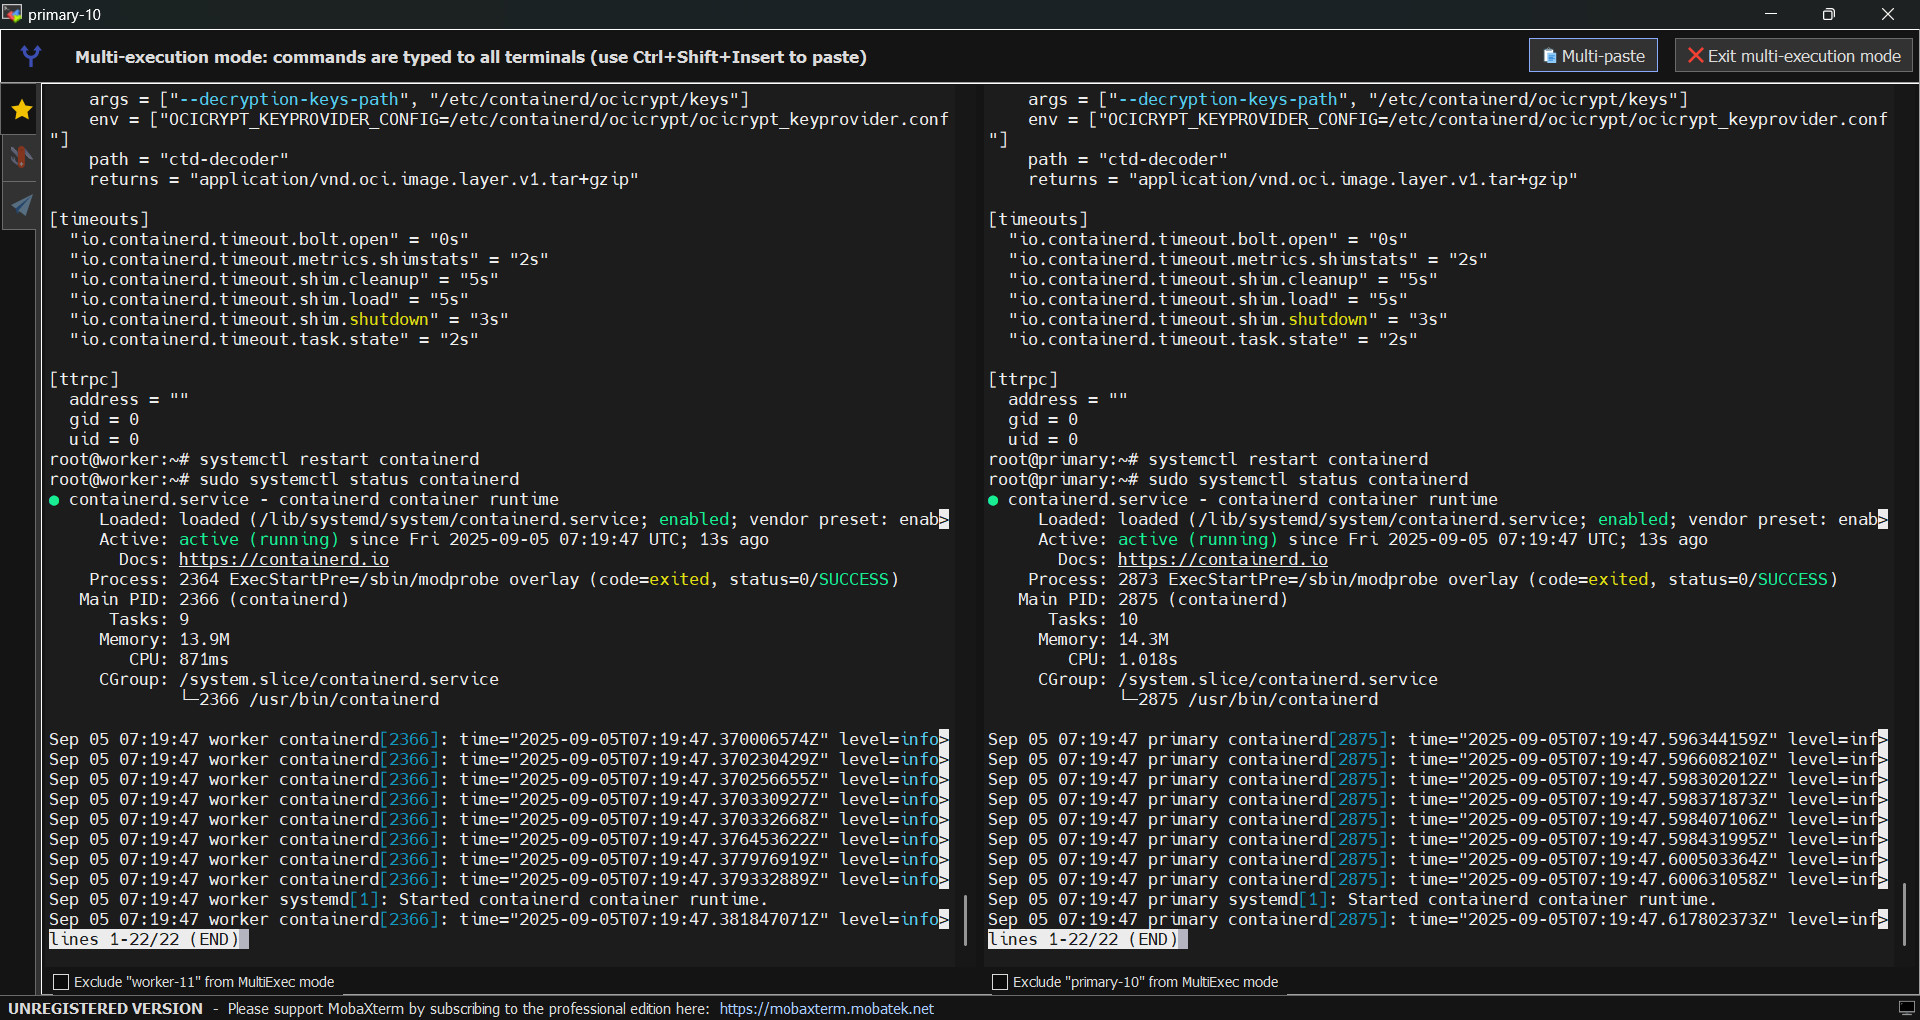 primary-10
Multi-execution mode: commands are typed to all terminals (use Ctrl+Shift+Insert to paste)
Multi-paste
Exit multi-execution mode
args = ["--decryption-keys-path", "/etc/containerd/ocicrypt/keys"]
env = ["OCICRYPT_KEYPROVIDER_CONFIG=/etc/containerd/ocicrypt/ocicrypt_keyprovider.conf
"]
path = "ctd-decoder"
returns = "application/vnd.oci.image.layer.v1.tar+gzip"
[timeouts]
"io.containerd.timeout.bolt.open" = "0s"
"io.containerd.timeout.metrics.shimstats" = "2s"
"io.containerd.timeout.shim.cleanup" = "5s"
"io.containerd.timeout.shim.load" = "5s"
"io.containerd.timeout.shim.shutdown" = "3s"
"io.containerd.timeout.task.state" = "2s"
[ttrpc]
address = ""
gid = 0
uid = 0
root@worker:~# systemctl restart containerd
root@worker:~# sudo systemctl status containerd
● containerd.service - containerd container runtime
Loaded: loaded (/lib/systemd/system/containerd.service; enabled; vendor preset: enab>
Active: active (running) since Fri 2025-09-05 07:19:47 UTC; 13s ago
Docs: https://containerd.io
Process: 2364 ExecStartPre=/sbin/modprobe overlay (code=exited, status=0/SUCCESS)
Main PID: 2366 (containerd)
Tasks: 9
Memory: 13.9M
CPU: 871ms
CGroup: /system.slice/containerd.service
└─2366 /usr/bin/containerd
Sep 05 07:19:47 worker containerd[2366]: time="2025-09-05T07:19:47.370006574Z" level=info>
Sep 05 07:19:47 worker containerd[2366]: time="2025-09-05T07:19:47.370230429Z" level=info>
Sep 05 07:19:47 worker containerd[2366]: time="2025-09-05T07:19:47.370256655Z" level=info>
Sep 05 07:19:47 worker containerd[2366]: time="2025-09-05T07:19:47.370330927Z" level=info>
Sep 05 07:19:47 worker containerd[2366]: time="2025-09-05T07:19:47.370332668Z" level=info>
Sep 05 07:19:47 worker containerd[2366]: time="2025-09-05T07:19:47.376453622Z" level=info>
Sep 05 07:19:47 worker containerd[2366]: time="2025-09-05T07:19:47.377976919Z" level=info>
Sep 05 07:19:47 worker containerd[2366]: time="2025-09-05T07:19:47.379332889Z" level=info>
Sep 05 07:19:47 worker systemd[1]: Started containerd container runtime.
Sep 05 07:19:47 worker containerd[2366]: time="2025-09-05T07:19:47.381847071Z" level=info>
lines 1-22/22 (END)
Exclude "worker-11" from MultiExec mode
args = ["--decryption-keys-path", "/etc/containerd/ocicrypt/keys"]
env = ["OCICRYPT_KEYPROVIDER_CONFIG=/etc/containerd/ocicrypt/ocicrypt_keyprovider.conf
"]
path = "ctd-decoder"
returns = "application/vnd.oci.image.layer.v1.tar+gzip"
[timeouts]
"io.containerd.timeout.bolt.open" = "0s"
"io.containerd.timeout.metrics.shimstats" = "2s"
"io.containerd.timeout.shim.cleanup" = "5s"
"io.containerd.timeout.shim.load" = "5s"
"io.containerd.timeout.shim.shutdown" = "3s"
"io.containerd.timeout.task.state" = "2s"
[ttrpc]
address = ""
gid = 0
uid = 0
root@primary:~# systemctl restart containerd
root@primary:~# sudo systemctl status containerd
● containerd.service - containerd container runtime
Loaded: loaded (/lib/systemd/system/containerd.service; enabled; vendor preset: enab>
Active: active (running) since Fri 2025-09-05 07:19:47 UTC; 13s ago
Docs: https://containerd.io
Process: 2873 ExecStartPre=/sbin/modprobe overlay (code=exited, status=0/SUCCESS)
Main PID: 2875 (containerd)
Tasks: 10
Memory: 14.3M
CPU: 1.018s
CGroup: /system.slice/containerd.service
└─2875 /usr/bin/containerd
Sep 05 07:19:47 primary containerd[2875]: time="2025-09-05T07:19:47.596344159Z" level=inf>
Sep 05 07:19:47 primary containerd[2875]: time="2025-09-05T07:19:47.596608210Z" level=inf>
Sep 05 07:19:47 primary containerd[2875]: time="2025-09-05T07:19:47.598302012Z" level=inf>
Sep 05 07:19:47 primary containerd[2875]: time="2025-09-05T07:19:47.598371873Z" level=inf>
Sep 05 07:19:47 primary containerd[2875]: time="2025-09-05T07:19:47.598407106Z" level=inf>
Sep 05 07:19:47 primary containerd[2875]: time="2025-09-05T07:19:47.598431995Z" level=inf>
Sep 05 07:19:47 primary containerd[2875]: time="2025-09-05T07:19:47.600503364Z" level=inf>
Sep 05 07:19:47 primary containerd[2875]: time="2025-09-05T07:19:47.600631058Z" level=inf>
Sep 05 07:19:47 primary systemd[1]: Started containerd container runtime.
Sep 05 07:19:47 primary containerd[2875]: time="2025-09-05T07:19:47.617802373Z" level=inf>
lines 1-22/22 (END)
Exclude "primary-10" from MultiExec mode
UNREGISTERED VERSION - Please support MobaXterm by subscribing to the professional edition here: https://mobaxterm.mobatek.net